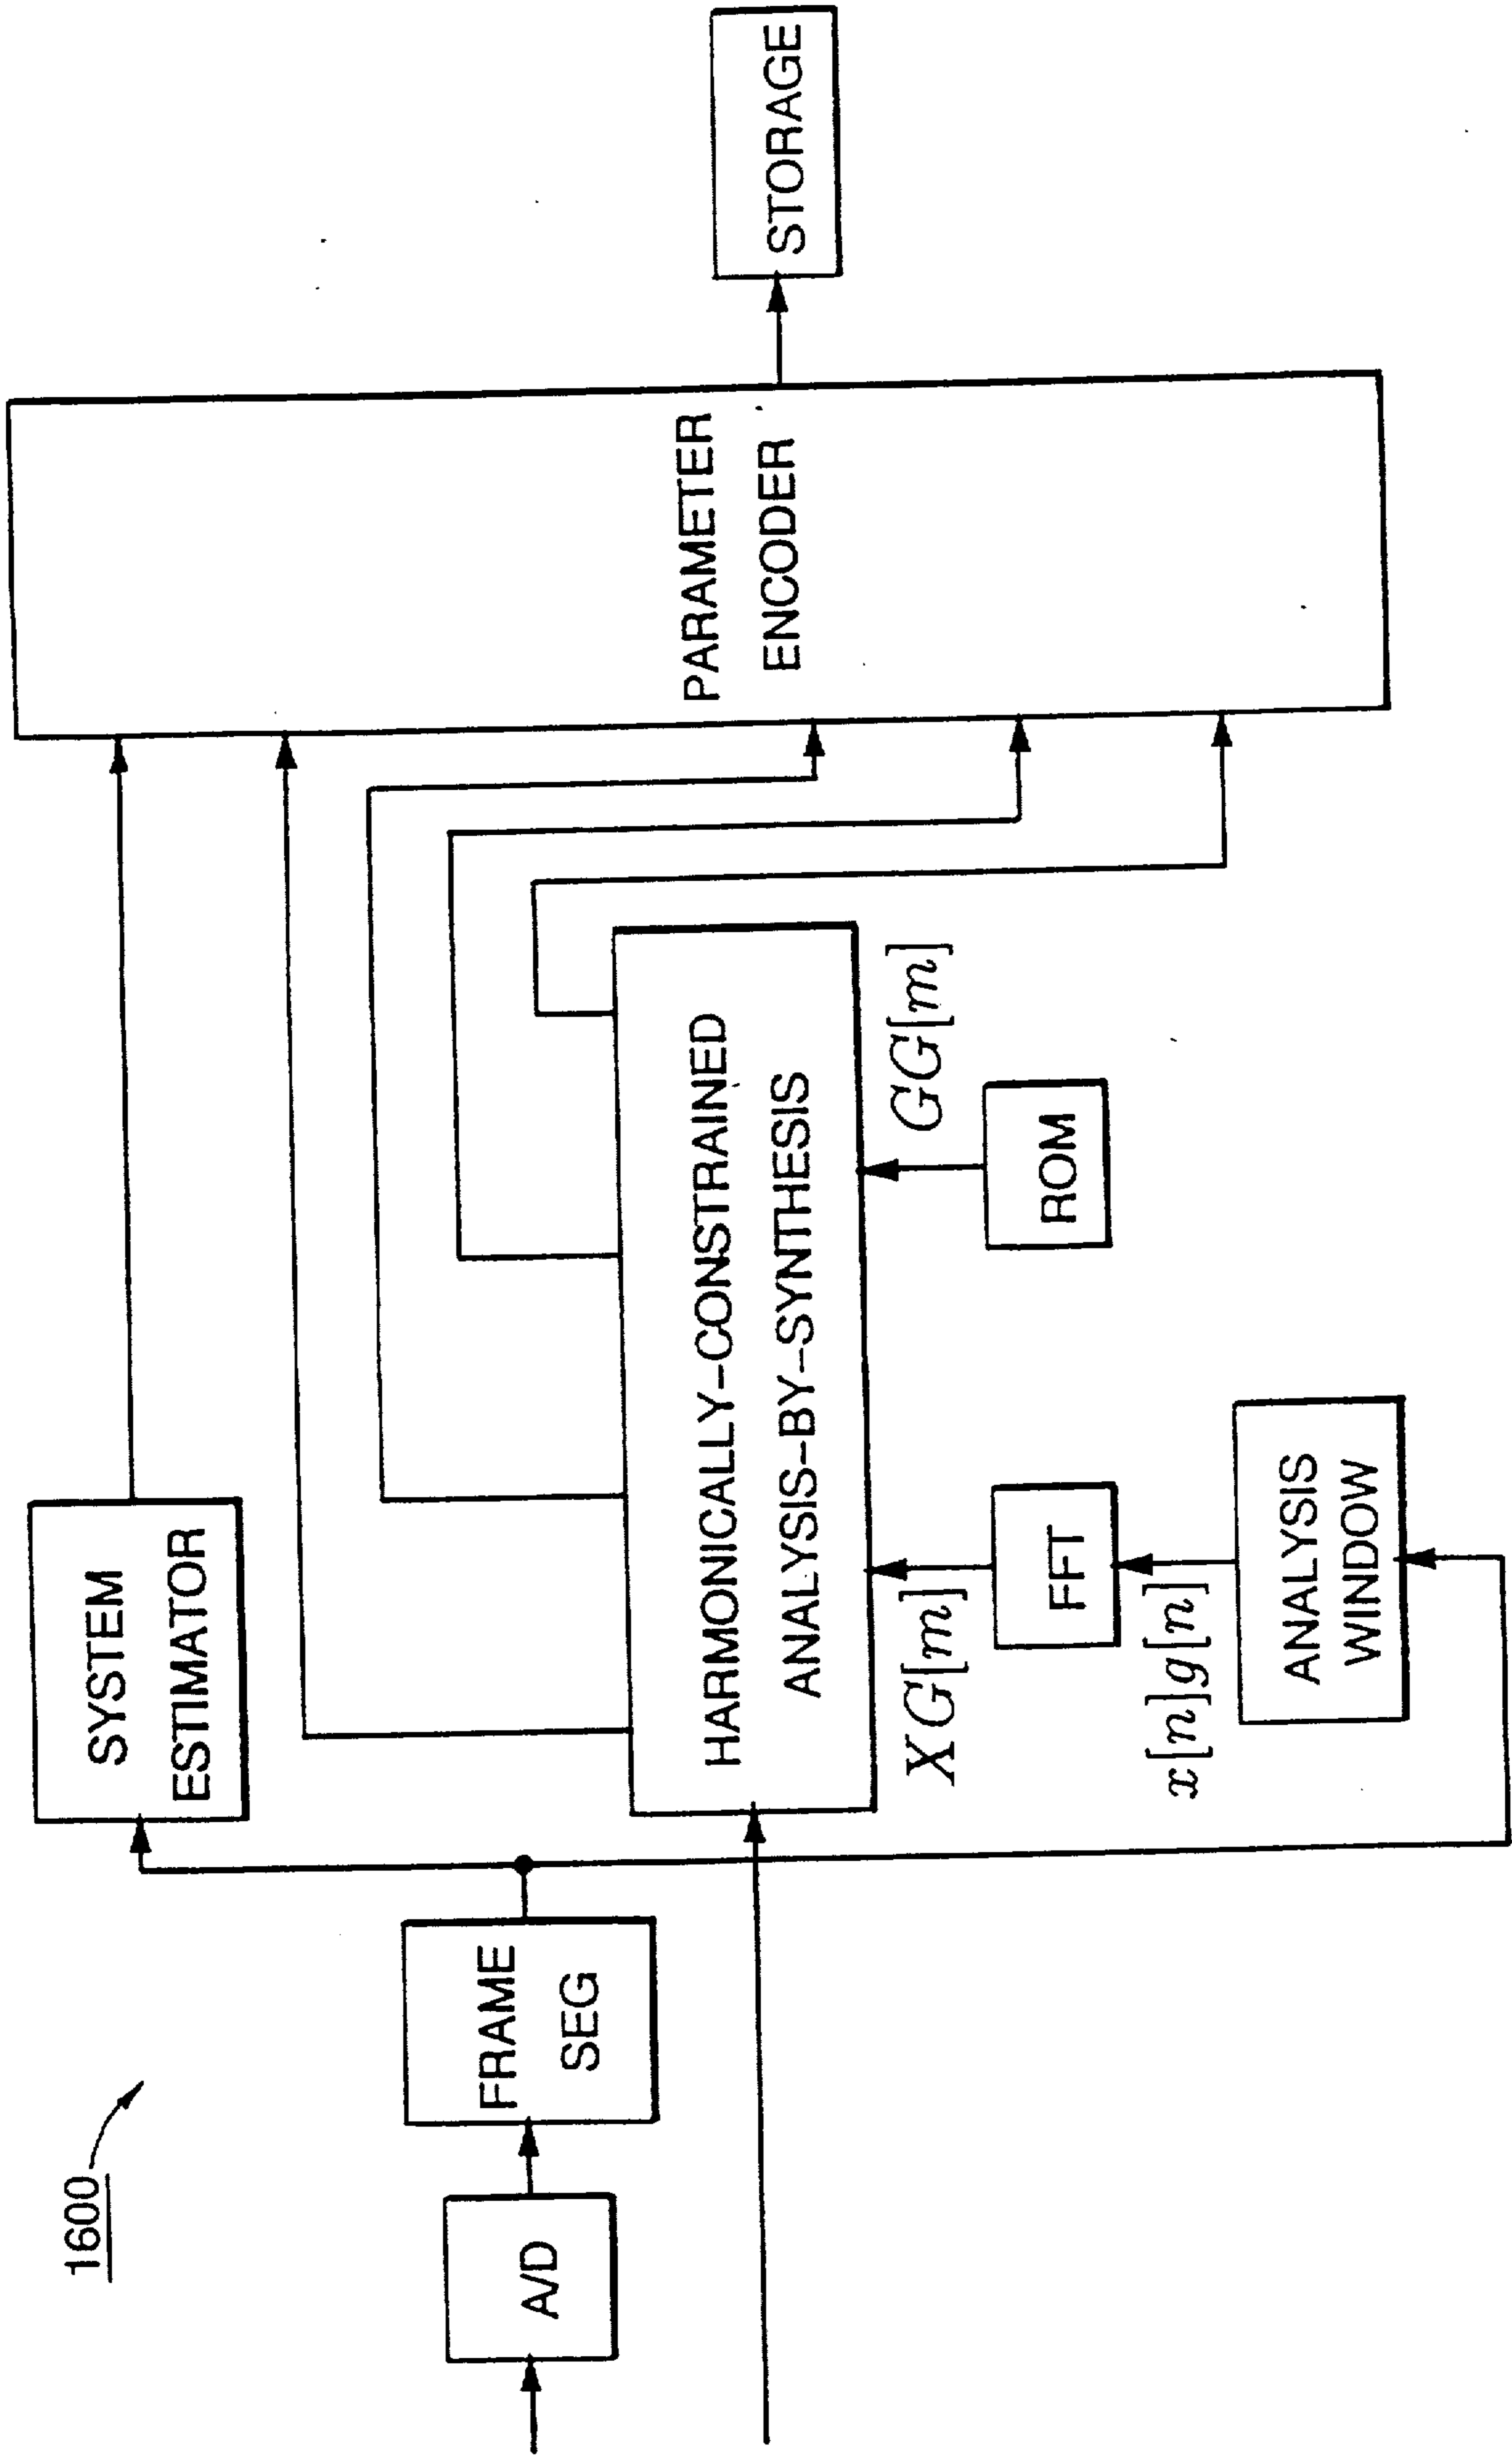 1600
A/D
FRAME
SEG
SYSTEM
ESTIMATOR
HARMONICALLY-CONSTRAINED
ANALYSIS-BY-SYNTHESIS
XG[m]
GG[m]
FFT
ROM
x[n]g[n]
ANALYSIS
WINDOW
PARAMETER
ENCODER
STORAGE